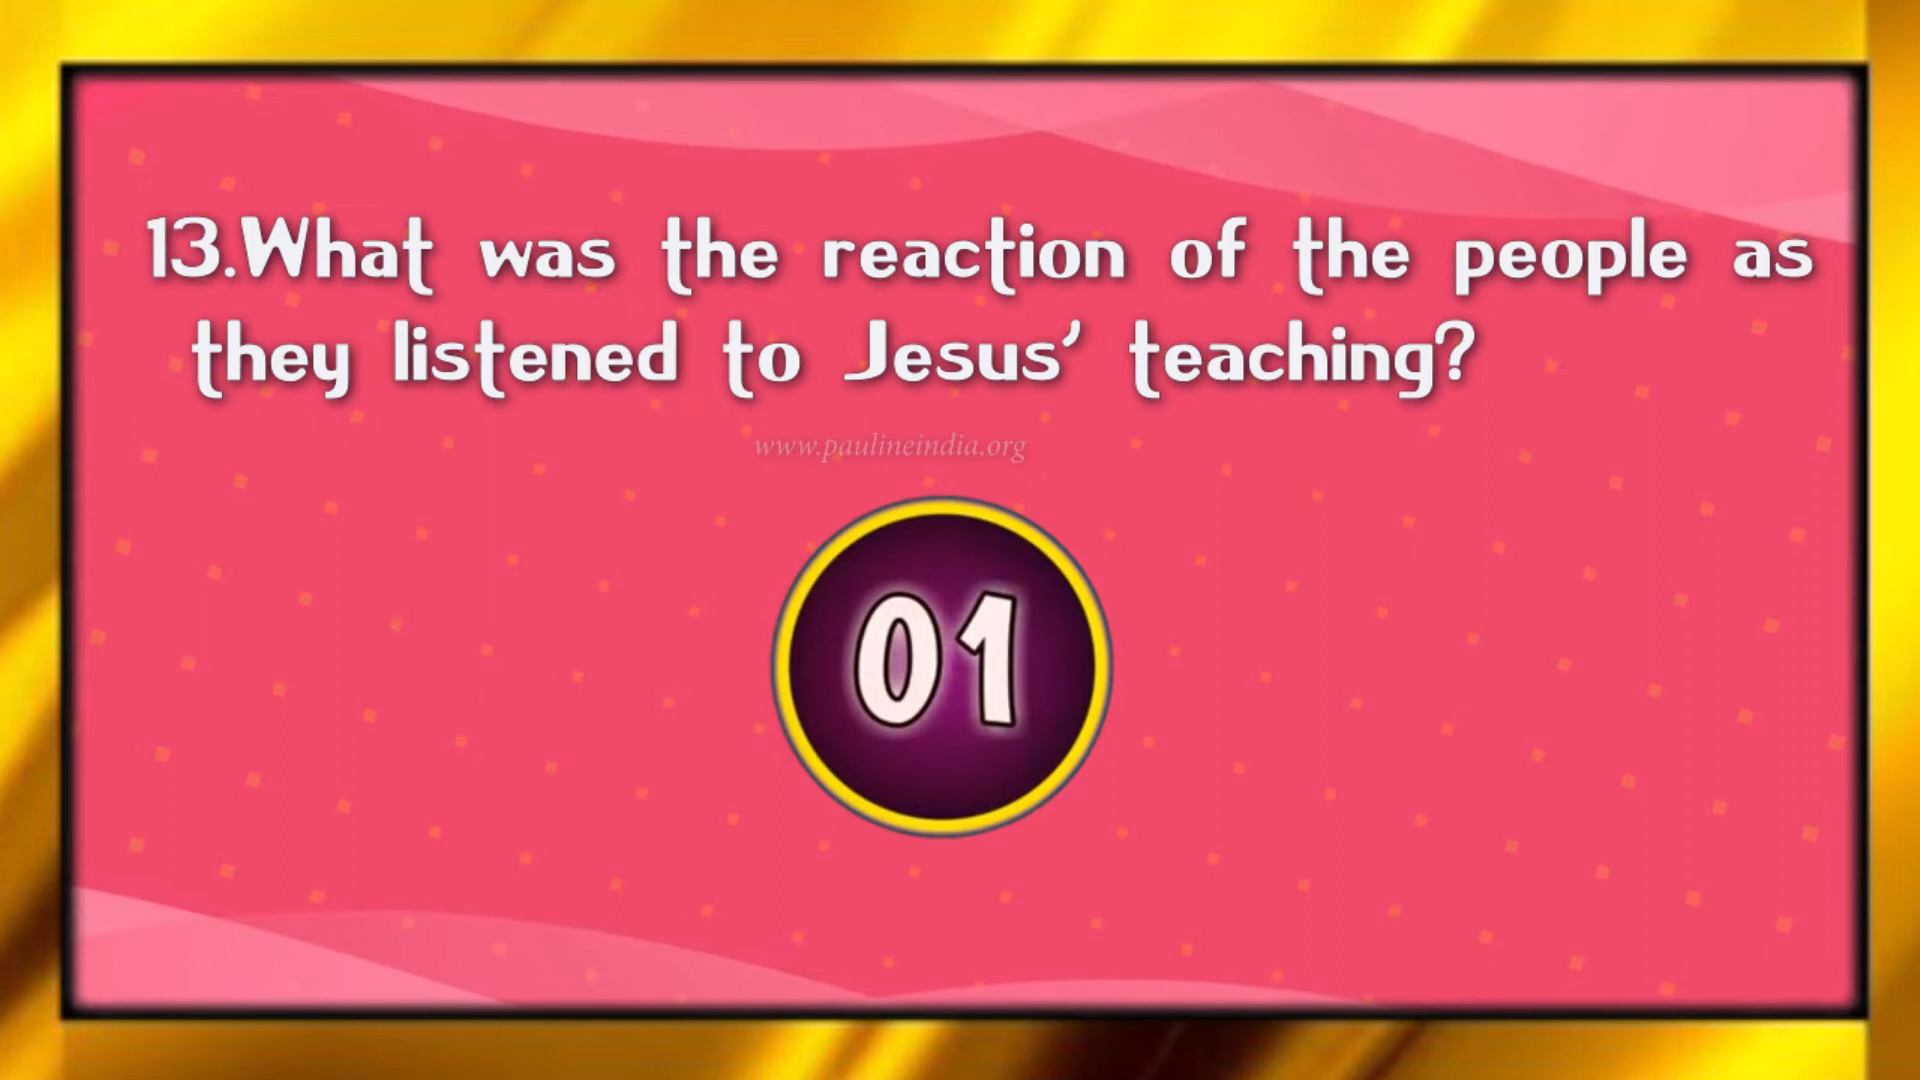 13.What was the reaction of the people as
they listened to Jesus’ teaching?
www.paulineindia.org
01